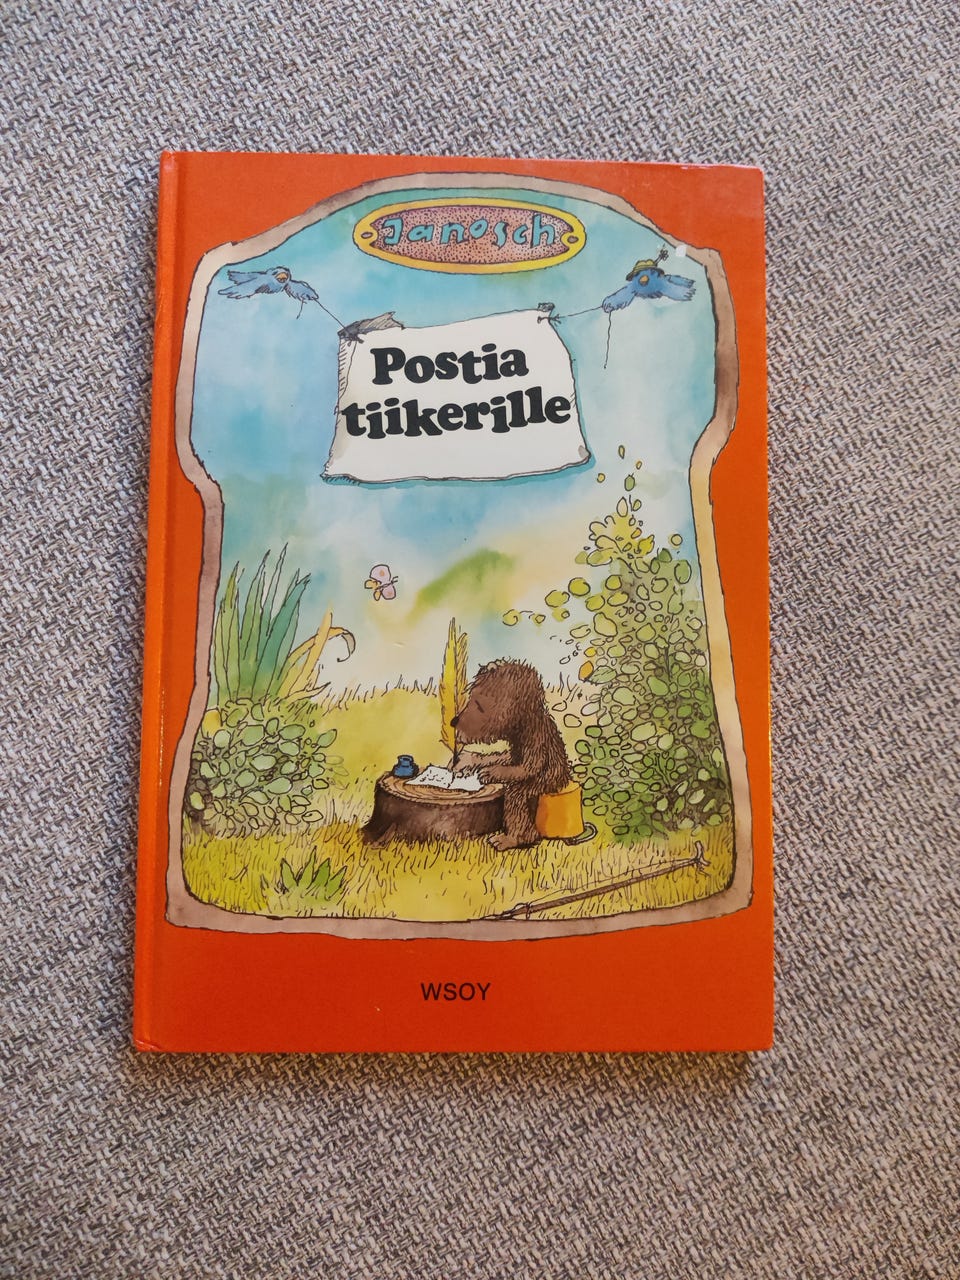 Janosch
Postia
tiikerille
WSOY